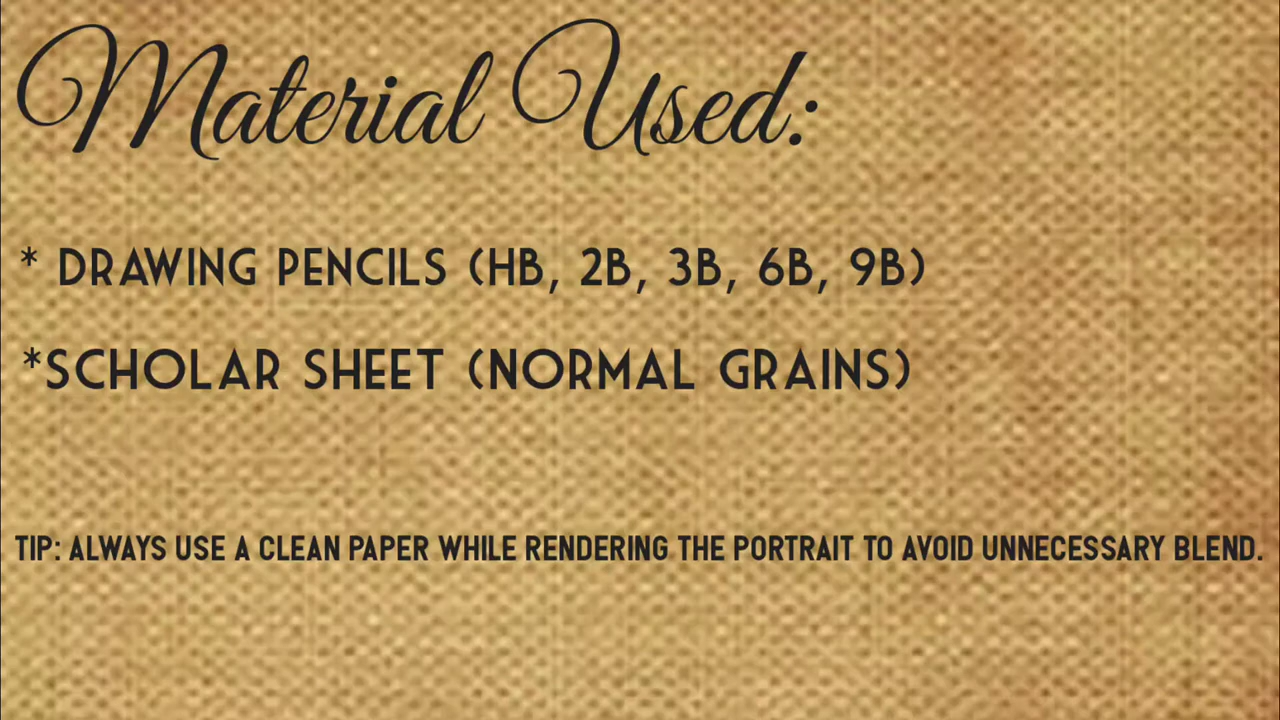 Material Used:
* DRAWING PENCILS (HB, 2B, 3B, 6B, 9B)
*SCHOLAR SHEET (NORMAL GRAINS)
TIP: ALWAYS USE A CLEAN PAPER WHILE RENDERING THE PORTRAIT TO AVOID UNNECESSARY BLEND.